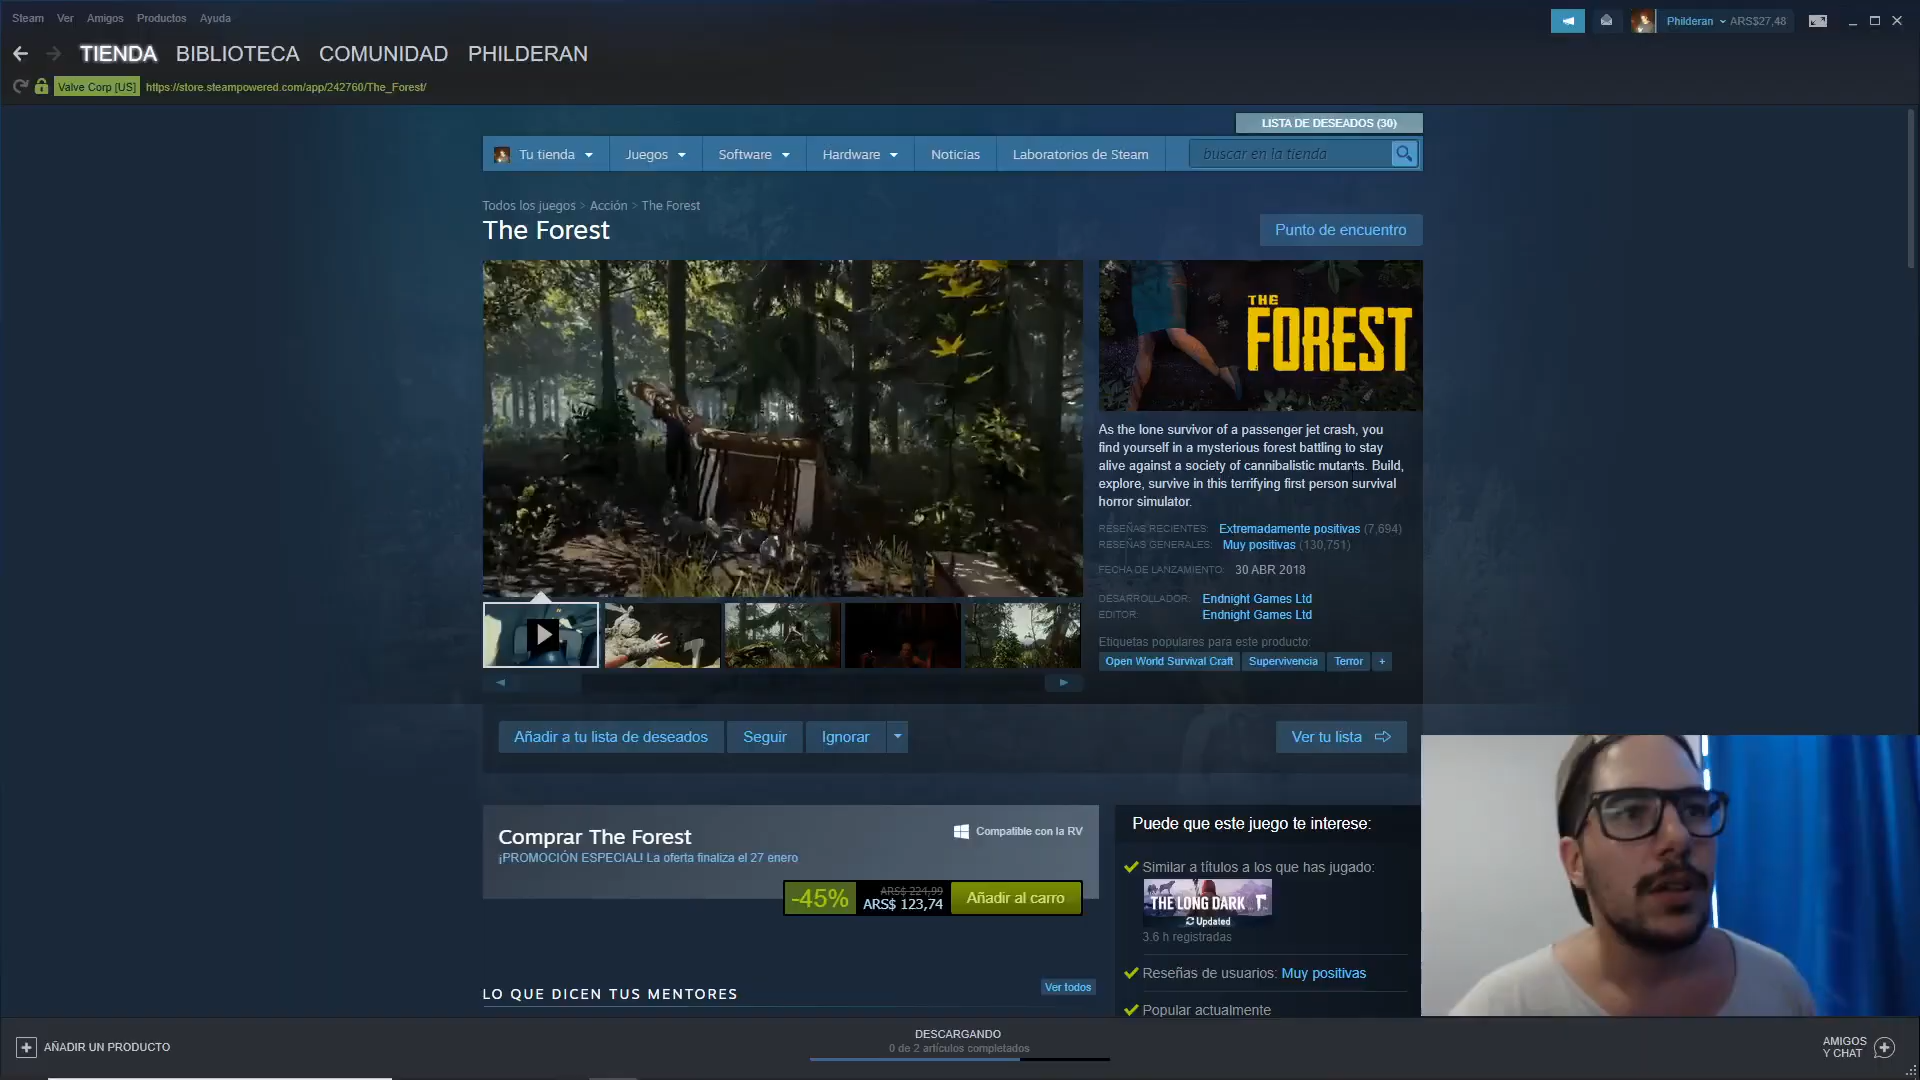 Steam Ver Amigos Productos Ayuda
Philderan ARS$27,48
TIENDA BIBLIOTECA COMUNIDAD PHILDERAN
Valve Corp [US] https://store.steampowered.com/app/242760/The_Forest/
LISTA DE DESEADOS (30)
Tu tienda Juegos Software Hardware Noticias Laboratorios de Steam buscar en la tienda
Todos los juegos > Acción > The Forest
The Forest
Punto de encuentro
THE
FOREST
As the lone survivor of a passenger jet crash, you
find yourself in a mysterious forest battling to stay
alive against a society of cannibalistic mutants. Build,
explore, survive in this terrifying first person survival
horror simulator.
RESEÑAS RECIENTES: Extremadamente positivas (7,694)
RESEÑAS GENERALES: Muy positivas (130,751)
FECHA DE LANZAMIENTO: 30 ABR 2018
DESARROLLADOR: Endnight Games Ltd
EDITOR: Endnight Games Ltd
Etiquetas populares para este producto:
Open World Survival Craft Supervivencia Terror +
Añadir a tu lista de deseados Seguir Ignorar
Ver tu lista
Comprar The Forest
Compatible con la RV
¡PROMOCIÓN ESPECIAL! La oferta finaliza el 27 enero
-45% ARS$ 224,99
ARS$ 123,74
Añadir al carro
Puede que este juego te interese:
Similar a títulos a los que has jugado:
THE LONG DARK
Updated
3.6 h registradas
Reseñas de usuarios: Muy positivas
Popular actualmente
LO QUE DICEN TUS MENTORES
Ver todos
AÑADIR UN PRODUCTO
DESCARGANDO
0 de 2 artículos completados
AMIGOS
Y CHAT